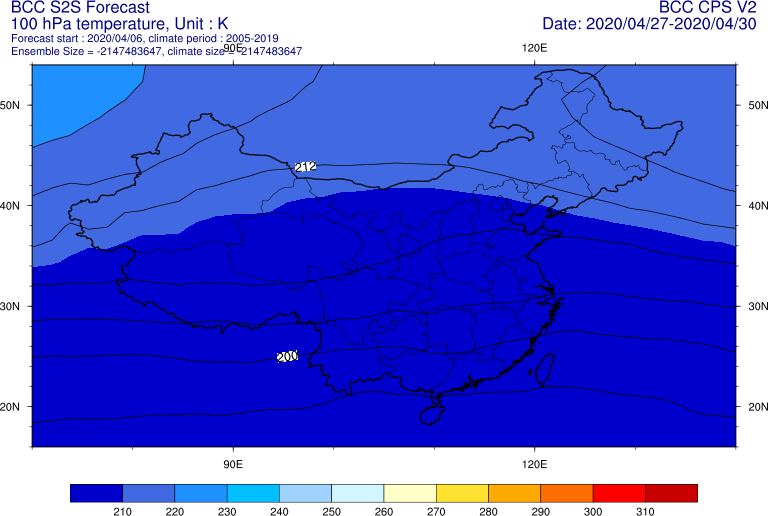 BCC S2S Forecast BCC CPS V2
100 hPa temperature, Unit : K Date: 2020/04/27-2020/04/30
Forecast start : 2020/04/06, climate period : 2005-2019
Ensemble Size = -2147483647, climate size = -2147483647
90E 120E
50N 50N
212
40N 40N
30N 30N
200
20N 20N
90E 120E
210 220 230 240 250 260 270 280 290 300 310